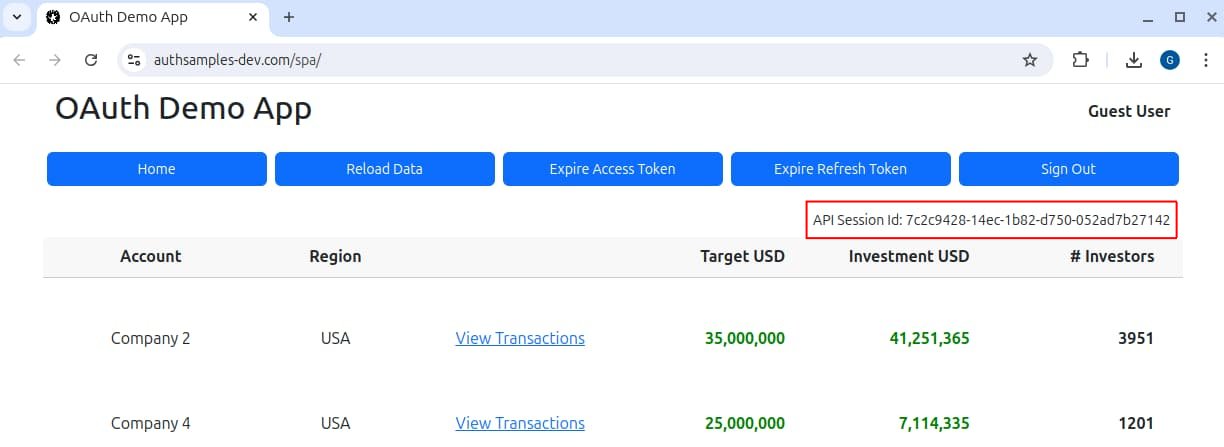 OAuth Demo App
authsamples-dev.com/spa/
G
OAuth Demo App
Guest User
Home Reload Data Expire Access Token Expire Refresh Token Sign Out
API Session Id: 7c2c9428-14ec-1b82-d750-052ad7b27142
Account Region Target USD Investment USD # Investors
Company 2 USA View Transactions 35,000,000 41,251,365 3951
Company 4 USA View Transactions 25,000,000 7,114,335 1201